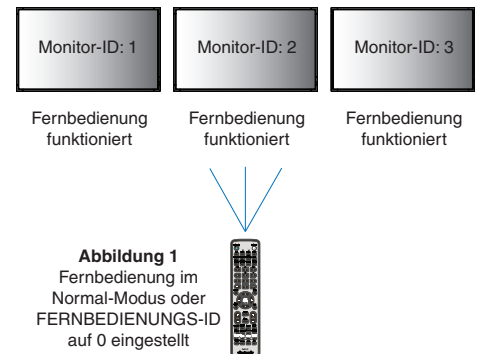 Monitor-ID: 1
Monitor-ID: 2
Monitor-ID: 3
Fernbedienung
funktioniert
Fernbedienung
funktioniert
Fernbedienung
funktioniert
Abbildung 1
Fernbedienung im
Normal-Modus oder
FERNBEDIENUNGS-ID
auf 0 eingestellt